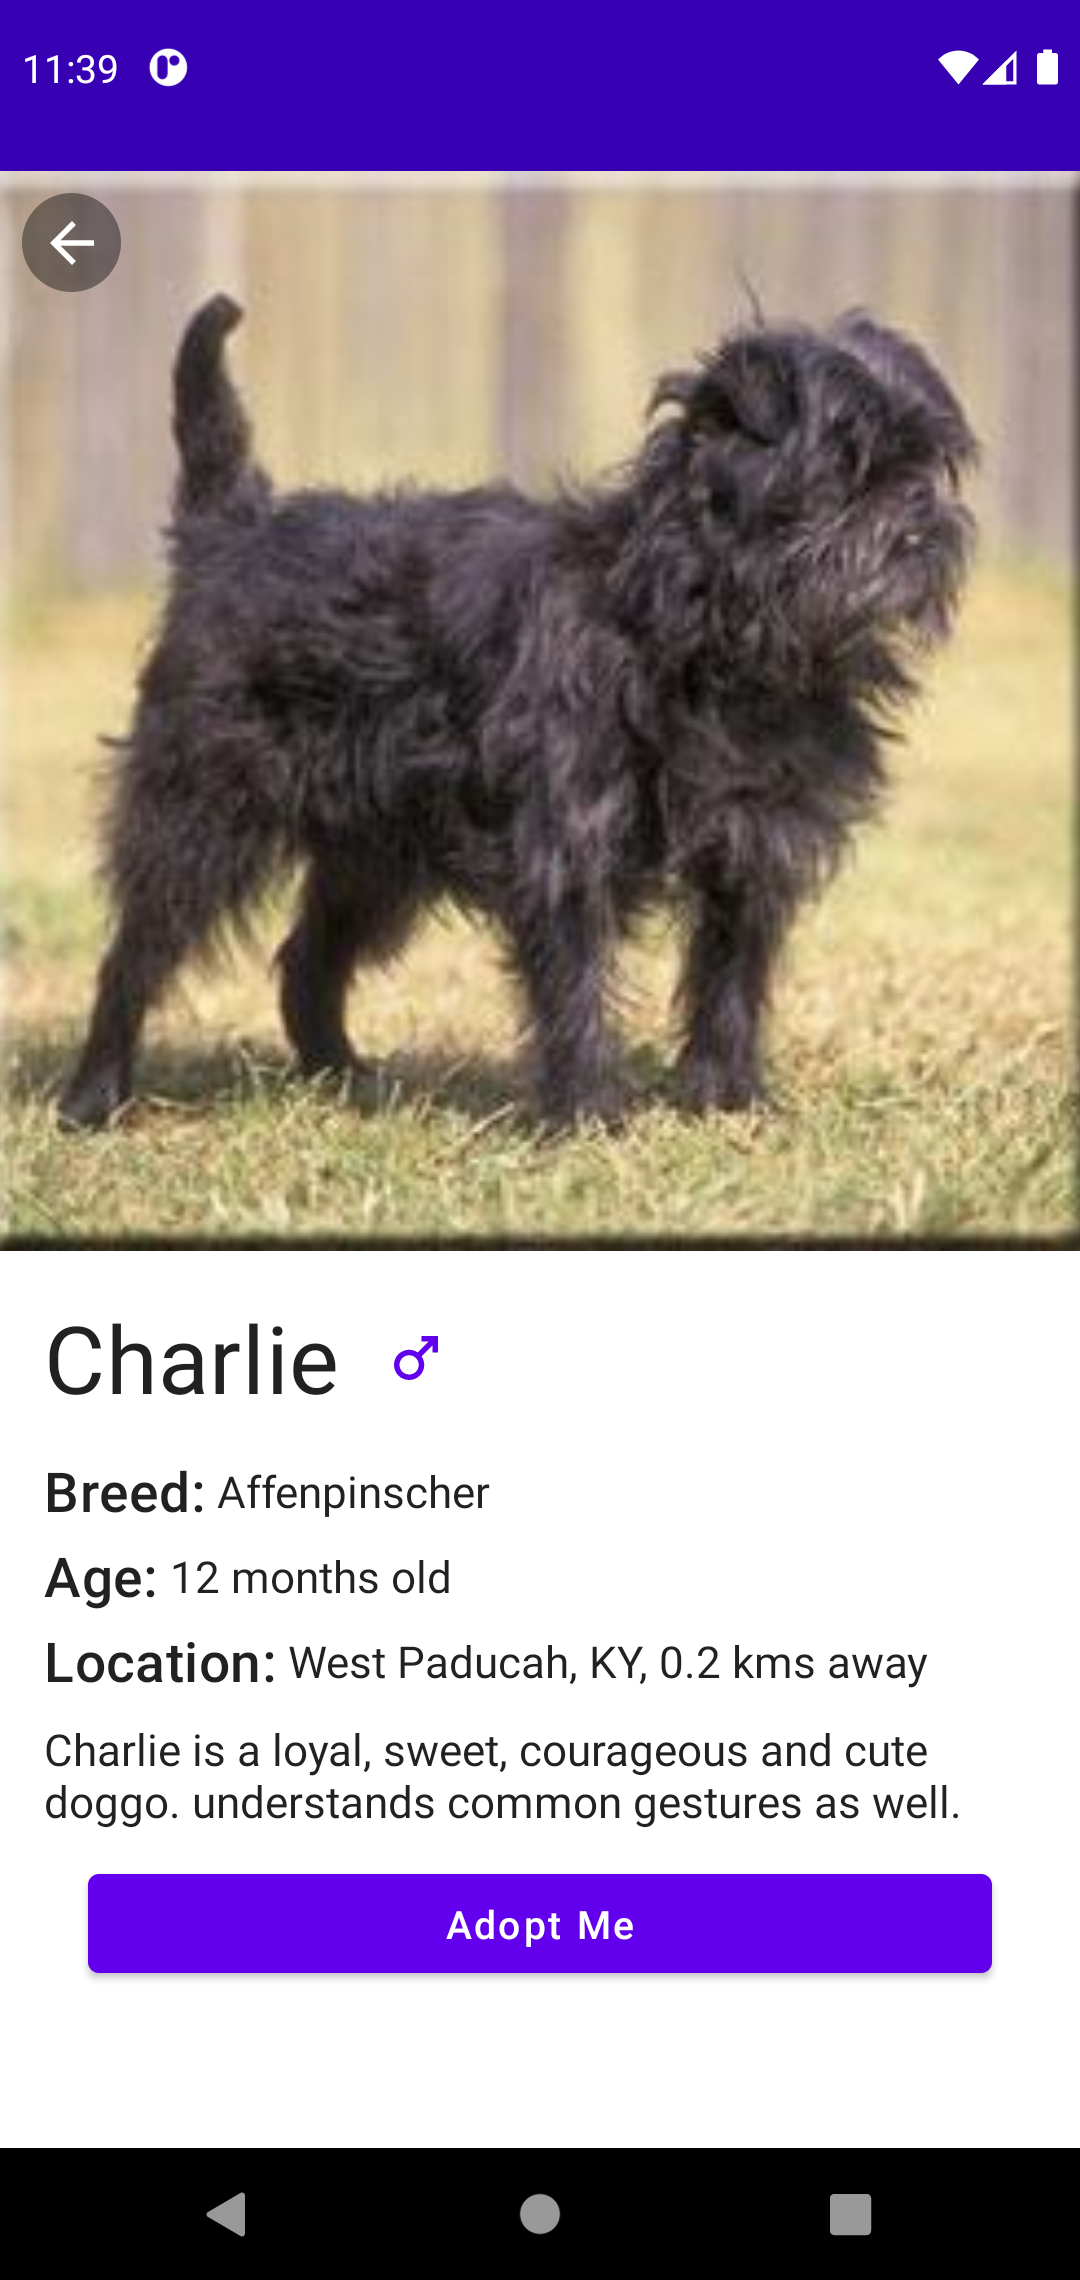 11:39
Charlie
Breed: Affenpinscher
Age: 12 months old
Location: West Paducah, KY, 0.2 kms away
Charlie is a loyal, sweet, courageous and cute
doggo. understands common gestures as well.
Adopt Me